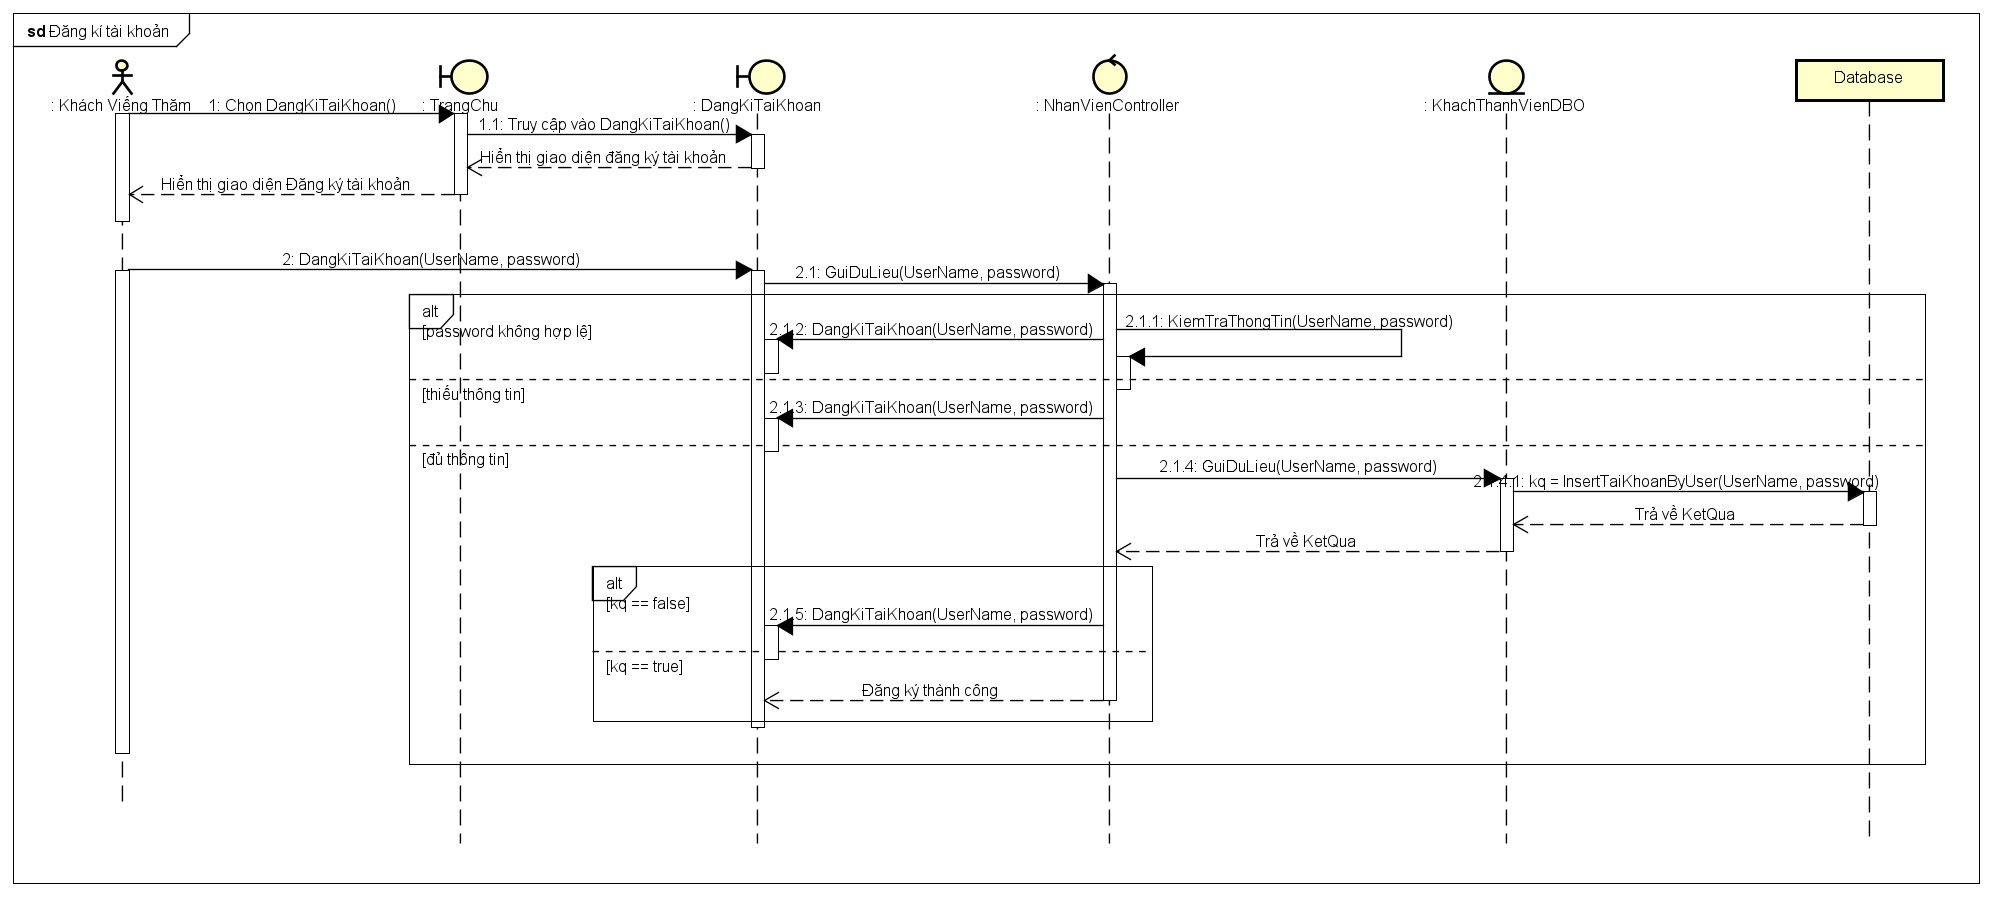 sd Đăng kí tài khoản
: Khách Viếng Thăm
: TrangChu
: DangKiTaiKhoan
: NhanVienController
: KhachThanhVienDBO
Database
1: Chọn DangKiTaiKhoan()
1.1: Truy cập vào DangKiTaiKhoan()
Hiển thị giao diện đăng ký tài khoản
Hiển thị giao diện Đăng ký tài khoản
2: DangKiTaiKhoan(UserName, password)
2.1: GuiDuLieu(UserName, password)
alt
[password không hợp lệ]
2.1.1: KiemTraThongTin(UserName, password)
2.1.2: DangKiTaiKhoan(UserName, password)
[thiếu thông tin]
2.1.3: DangKiTaiKhoan(UserName, password)
[đủ thông tin]
2.1.4: GuiDuLieu(UserName, password)
2.1.4.1: kq = InsertTaiKhoanByUser(UserName, password)
Trả về KetQua
Trả về KetQua
alt
[kq == false]
2.1.5: DangKiTaiKhoan(UserName, password)
[kq == true]
Đăng ký thành công